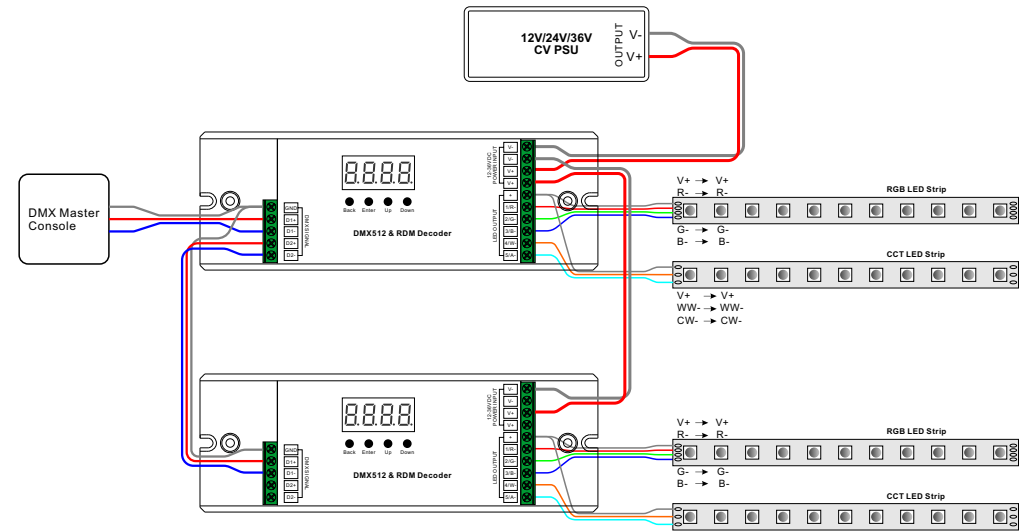 12V/24V/36V
CV PSU
OUTPUT
V-
V+
DMX Master
Console
GND
D1+
D1-
D2+
D2-
DMX SIGNAL
8.8.8.8.
Back Enter Up Down
DMX512 & RDM Decoder
12-36VDC
POWER INPUT
V-
V-
V+
V+
LED OUTPUT
+
1/R-
2/G-
3/B-
4/W-
5/A-
V+ → V+
R- → R-
RGB LED Strip
G- → G-
B- → B-
CCT LED Strip
V+ → V+
WW- → WW-
CW- → CW-
GND
D1+
D1-
D2+
D2-
DMX SIGNAL
8.8.8.8.
Back Enter Up Down
DMX512 & RDM Decoder
12-36VDC
POWER INPUT
V-
V-
V+
V+
LED OUTPUT
+
1/R-
2/G-
3/B-
4/W-
5/A-
V+ → V+
R- → R-
RGB LED Strip
G- → G-
B- → B-
CCT LED Strip